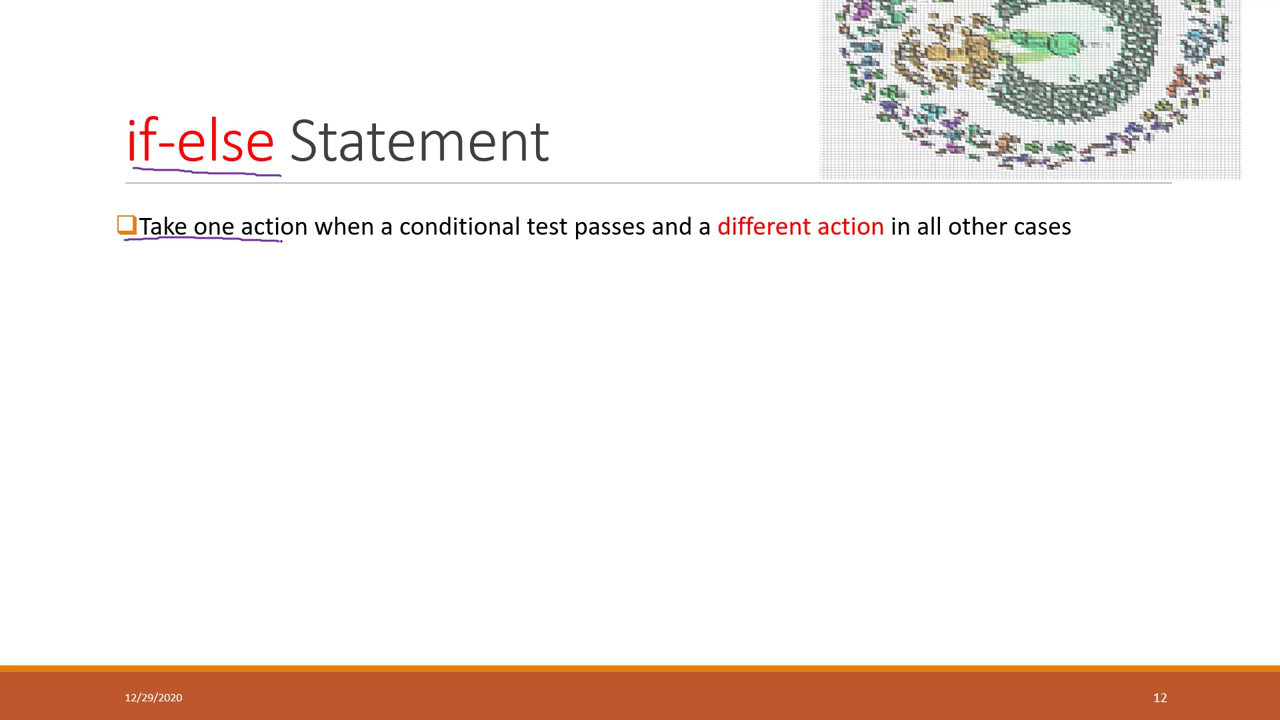 if-else Statement
Take one action when a conditional test passes and a different action in all other cases
12/29/2020
12